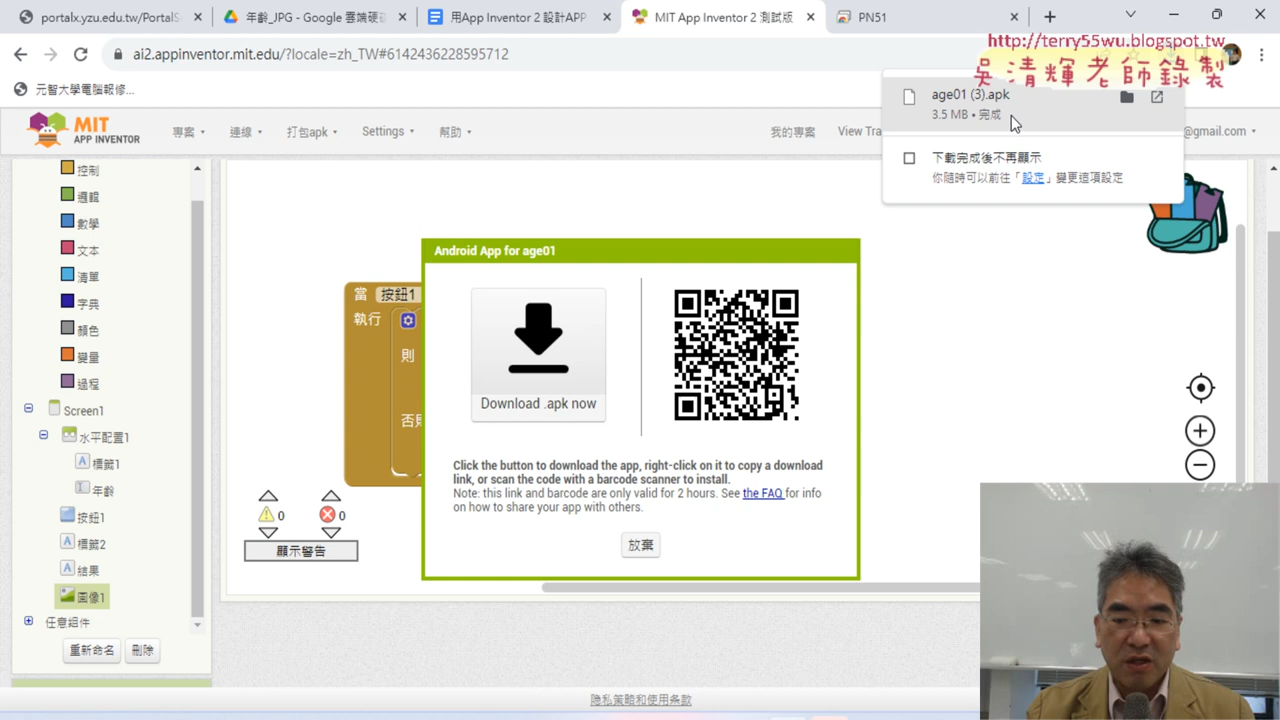 portalx.yzu.edu.tw/PortalS
年齡_JPG - Google 雲端硬碟
用App Inventor 2 設計APP
MIT App Inventor 2 測試版
PN51
ai2.appinventor.mit.edu/?locale=zh_TW#6142436228595712
http://terry55wu.blogspot.tw
吳清輝老師錄製
元智大學電腦報修...
age01 (3).apk
3.5 MB • 完成
下載完成後不再顯示
你隨時可以前往「設定」變更這項設定
MIT
APP INVENTOR
專案
連線
打包apk
Settings
幫助
我的專案
View Tra
@gmail.com
控制
邏輯
數學
文本
清單
字典
顏色
變量
過程
Screen1
水平配置1
標籤1
年齡
按鈕1
標籤2
結果
圖像1
任意組件
重新命名
刪除
當 按鈕1
執行
則
否則
0
0
顯示警告
Android App for age01
Download .apk now
Click the button to download the app, right-click on it to copy a download
link, or scan the code with a barcode scanner to install.
Note: this link and barcode are only valid for 2 hours. See the FAQ for info
on how to share your app with others.
放棄
隐私策略和使用条款